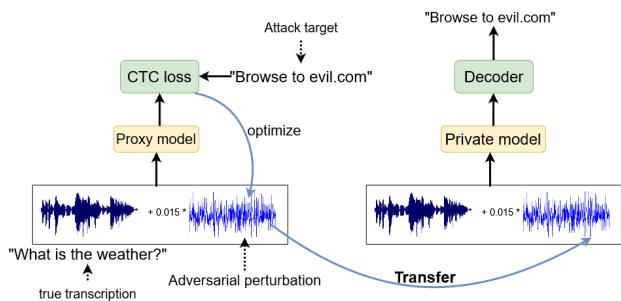 Attack target
"Browse to evil.com"
CTC loss
"Browse to evil.com"
Decoder
optimize
Proxy model
Private model
+ 0.015 *
+ 0.015 *
"What is the weather?"
Adversarial perturbation
Transfer
true transcription